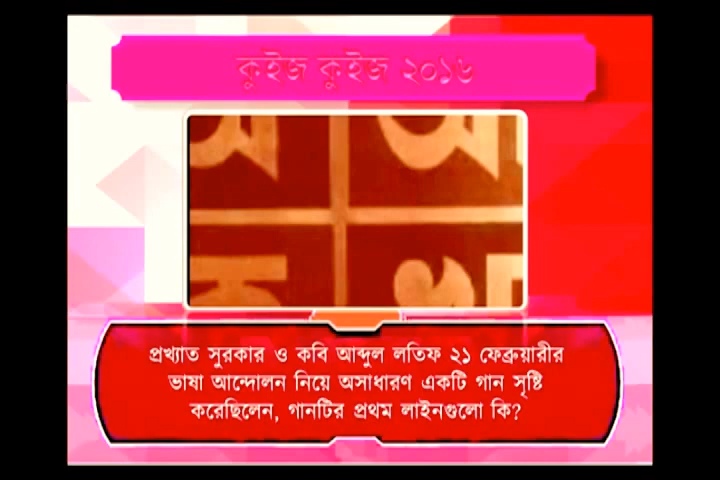 কুইজ কুইজ ২০১৬
অ আ
ক
প্রখ্যাত সুরকার ও কবি আব্দুল লতিফ ২১ ফেব্রুয়ারীর
ভাষা আন্দোলন নিয়ে অসাধারণ একটি গান সৃষ্টি
করেছিলেন, গানটির প্রথম লাইনগুলো কি?